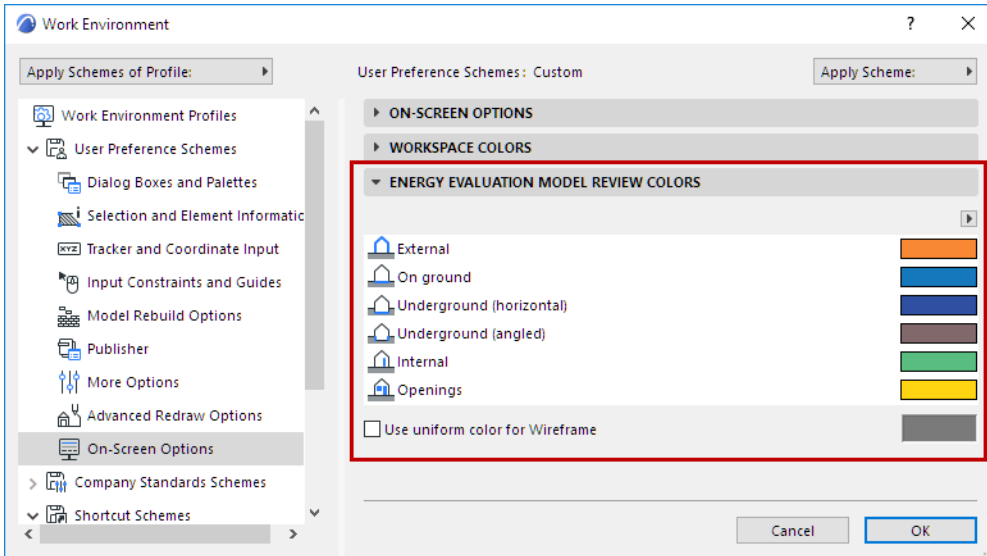 Work Environment
?
Apply Schemes of Profile:
User Preference Schemes: Custom
Apply Scheme:
Work Environment Profiles
User Preference Schemes
Dialog Boxes and Palettes
Selection and Element Informatic
XYZ Tracker and Coordinate Input
Input Constraints and Guides
Model Rebuild Options
Publisher
More Options
Advanced Redraw Options
On-Screen Options
Company Standards Schemes
Shortcut Schemes
ON-SCREEN OPTIONS
WORKSPACE COLORS
ENERGY EVALUATION MODEL REVIEW COLORS
External
On ground
Underground (horizontal)
Underground (angled)
Internal
Openings
Use uniform color for Wireframe
Cancel
OK